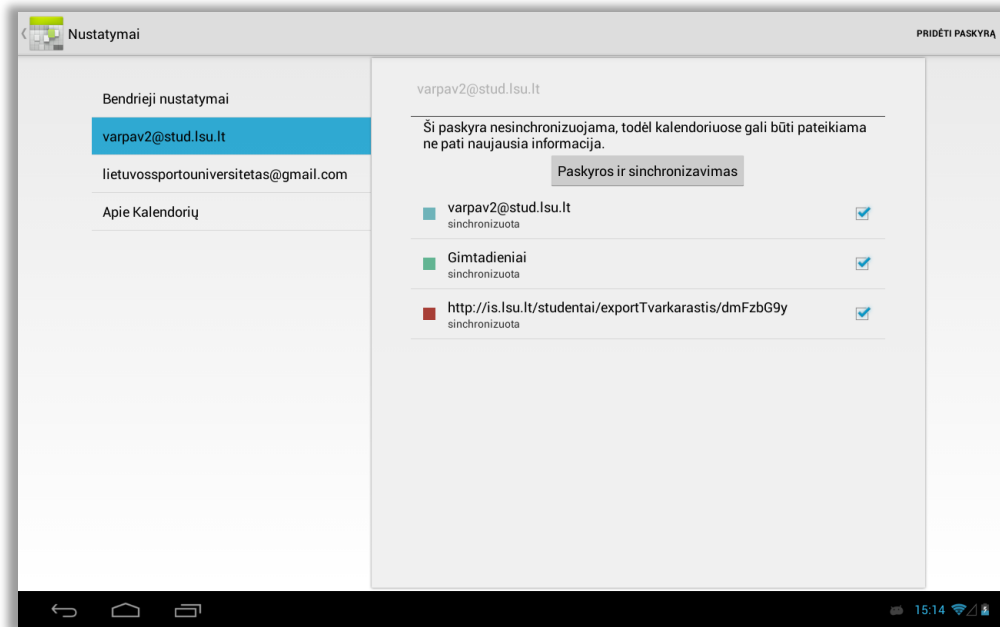 Nustatymai
PRIDĖTI PASKYRĄ
Bendrieji nustatymai
varpav2@stud.lsu.lt
lietuvossportouniversitetas@gmail.com
Apie Kalendorių
varpav2@stud.lsu.lt
Ši paskyra nesinchronizuojama, todėl kalendoriuose gali būti pateikiama
ne pati naujausia informacija.
Paskyros ir sinchronizavimas
varpav2@stud.lsu.lt
sinchronizuota
Gimtadieniai
sinchronizuota
http://is.lsu.lt/studentai/exportTvarkarastis/dmFzbG9y
sinchronizuota
15:14